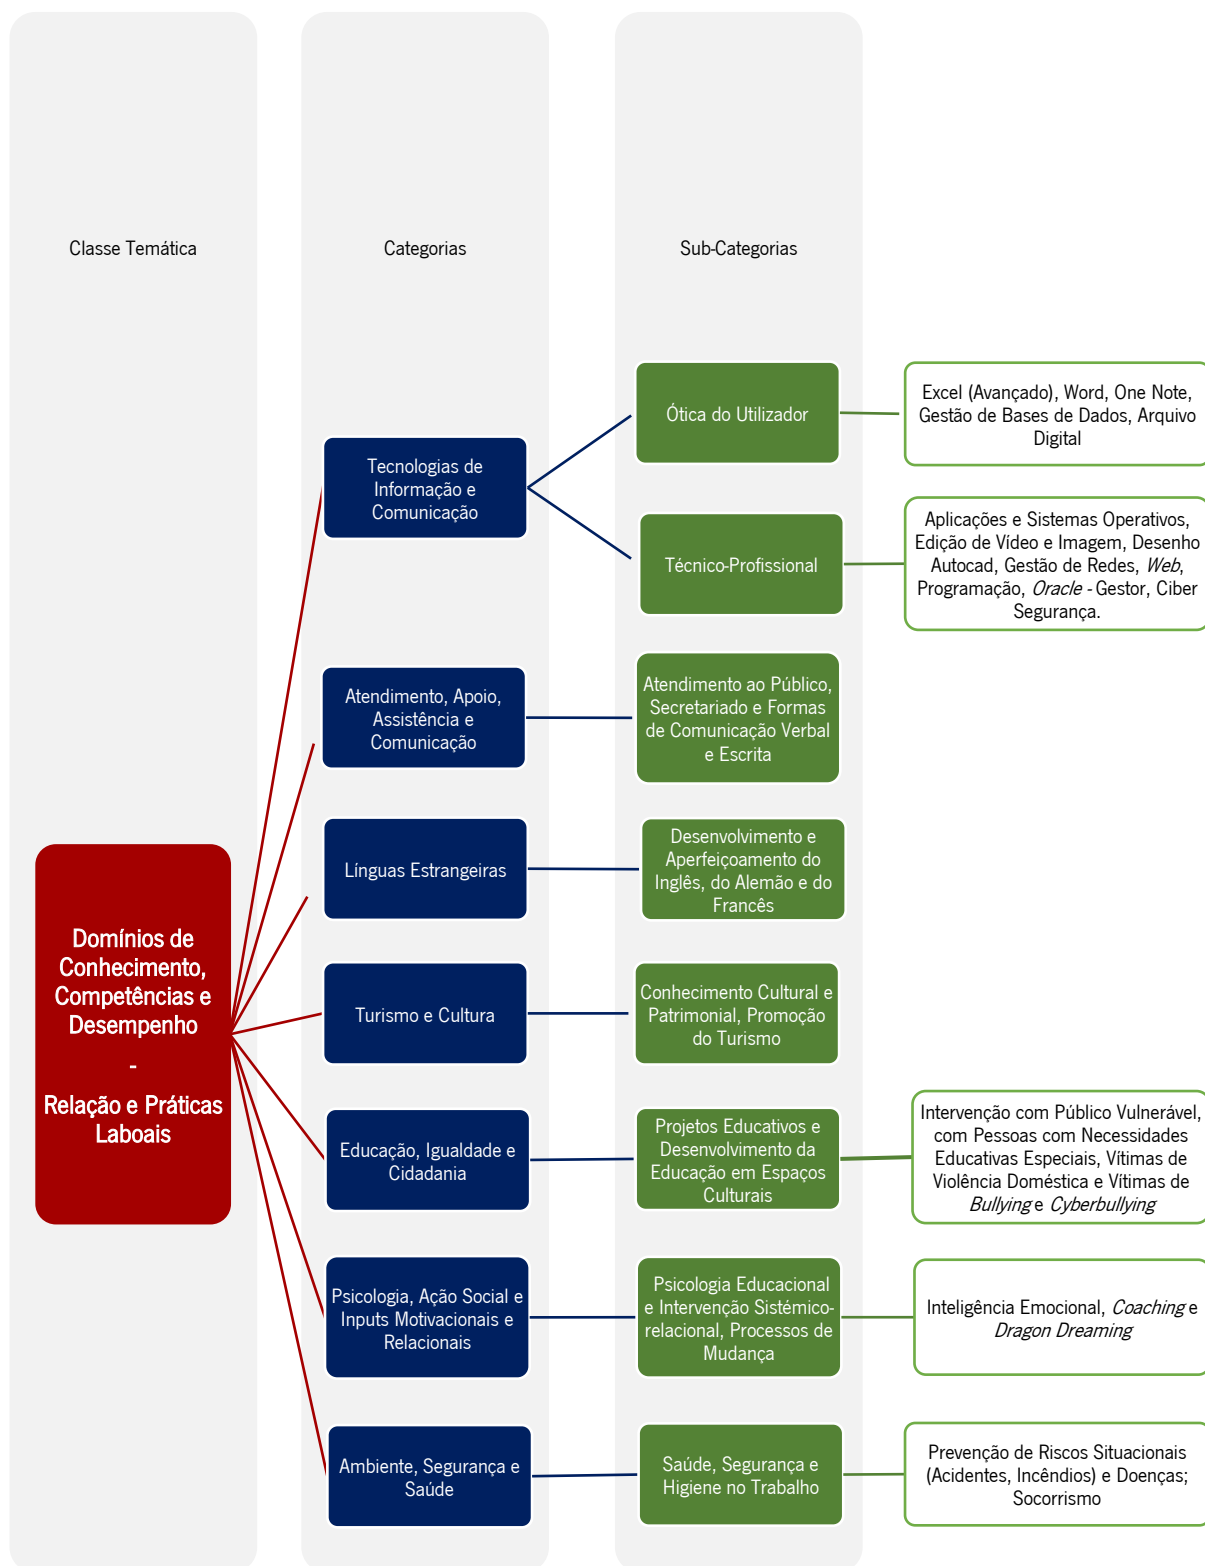 Classe Temática
Categorias
Sub-Categorias
Domínios de
Conhecimento,
Competências e
Desempenho
-
Relação e Práticas
Laboais
Tecnologias de
Informação e
Comunicação
Ótica do Utilizador
Excel (Avançado), Word, One Note,
Gestão de Bases de Dados, Arquivo
Digital
Técnico-Profissional
Aplicações e Sistemas Operativos,
Edição de Vídeo e Imagem, Desenho
Autocad, Gestão de Redes, Web,
Programação, Oracle - Gestor, Ciber
Segurança.
Atendimento, Apoio,
Assistência e
Comunicação
Atendimento ao Público,
Secretariado e Formas
de Comunicação Verbal
e Escrita
Línguas Estrangeiras
Desenvolvimento e
Aperfeiçoamento do
Inglês, do Alemão e do
Francês
Turismo e Cultura
Conhecimento Cultural e
Patrimonial, Promoção
do Turismo
Educação, Igualdade e
Cidadania
Projetos Educativos e
Desenvolvimento da
Educação em Espaços
Culturais
Intervenção com Público Vulnerável,
com Pessoas com Necessidades
Educativas Especiais, Vítimas de
Violência Doméstica e Vítimas de
Bullying e Cyberbullying
Psicologia, Ação Social e
Inputs Motivacionais e
Relacionais
Psicologia Educacional
e Intervenção Sistémico-
relacional, Processos de
Mudança
Inteligência Emocional, Coaching e
Dragon Dreaming
Ambiente, Segurança e
Saúde
Saúde, Segurança e
Higiene no Trabalho
Prevenção de Riscos Situacionais
(Acidentes, Incêndios) e Doenças;
Socorrismo